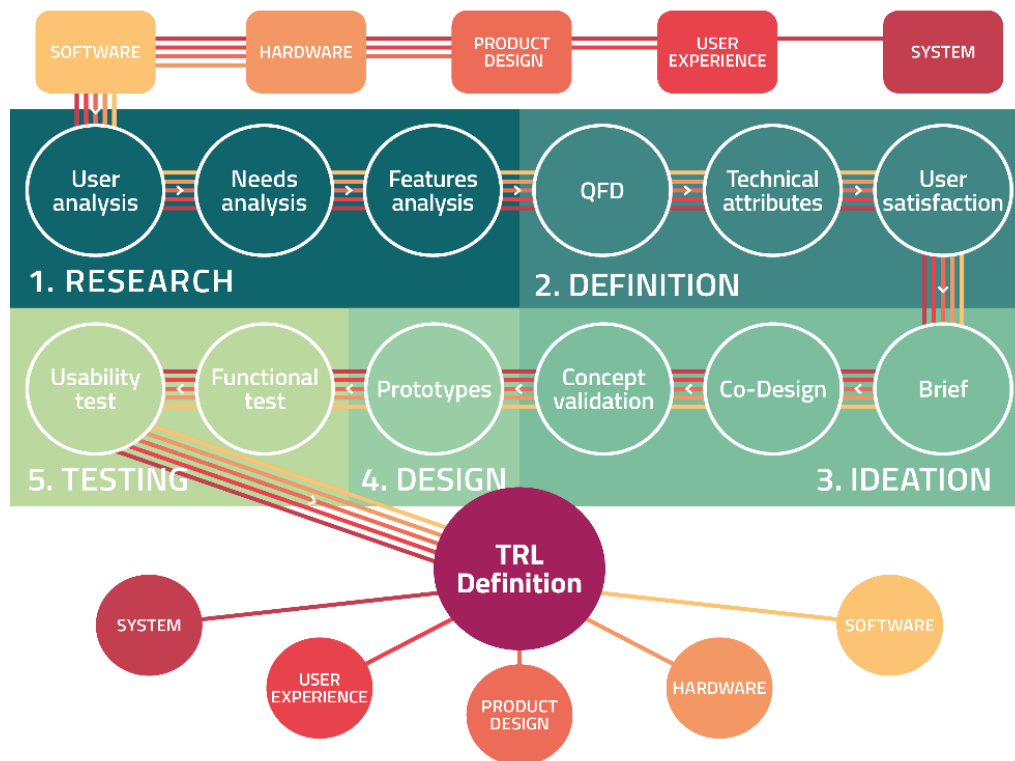 SOFTWARE
HARDWARE
PRODUCT
DESIGN
USER
EXPERIENCE
SYSTEM
User
analysis
Needs
analysis
Features
analysis
QFD
Technical
attributes
User
satisfaction
1. RESEARCH
2. DEFINITION
Usability
test
Functional
test
Prototypes
Concept
validation
Co-Design
Brief
5. TESTING
4. DESIGN
3. IDEATION
TRL
Definition
SYSTEM
USER
EXPERIENCE
PRODUCT
DESIGN
HARDWARE
SOFTWARE